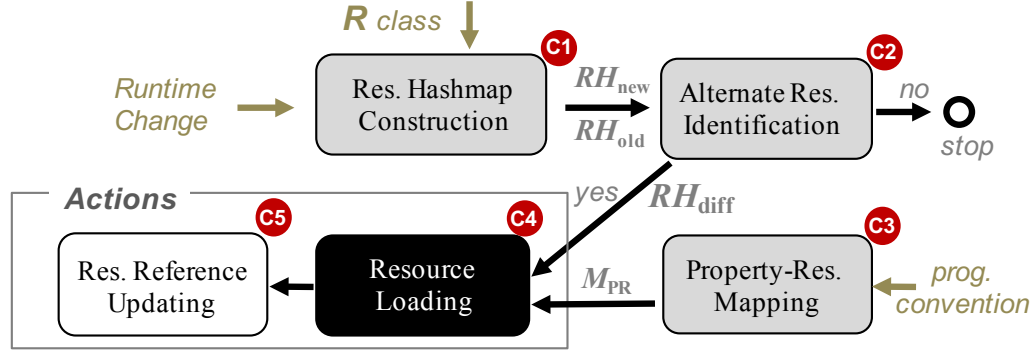 R class
C1
C2
Runtime
Change
Res. Hashmap
Construction
RHnew
RHold
Alternate Res.
Identification
no
stop
Actions
yes
RHdiff
C5
C4
C3
Res. Reference
Updating
Resource
Loading
MPR
Property-Res.
Mapping
prog.
convention